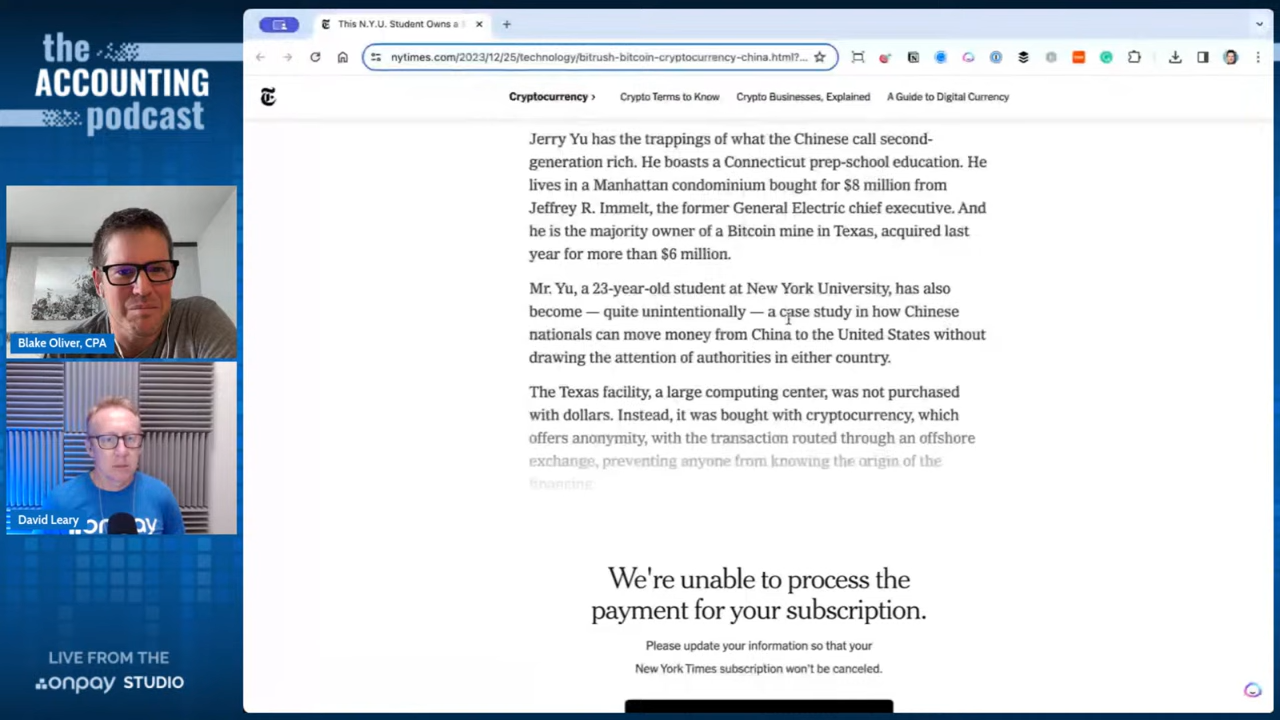 the
ACCOUNTING
podcast
Blake Oliver, CPA
onpay
David Leary
LIVE FROM THE
onpay STUDIO
This N.Y.U. Student Owns a
nytimes.com/2023/12/25/technology/bitrush-bitcoin-cryptocurrency-china.html?...
Cryptocurrency › Crypto Terms to Know Crypto Businesses, Explained A Guide to Digital Currency
Jerry Yu has the trappings of what the Chinese call second-
generation rich. He boasts a Connecticut prep-school education. He
lives in a Manhattan condominium bought for $8 million from
Jeffrey R. Immelt, the former General Electric chief executive. And
he is the majority owner of a Bitcoin mine in Texas, acquired last
year for more than $6 million.
Mr. Yu, a 23-year-old student at New York University, has also
become — quite unintentionally — a case study in how Chinese
nationals can move money from China to the United States without
drawing the attention of authorities in either country.
The Texas facility, a large computing center, was not purchased
with dollars. Instead, it was bought with cryptocurrency, which
offers anonymity, with the transaction routed through an offshore
exchange, preventing anyone from knowing the origin of the
financing.
We're unable to process the
payment for your subscription.
Please update your information so that your
New York Times subscription won't be canceled.